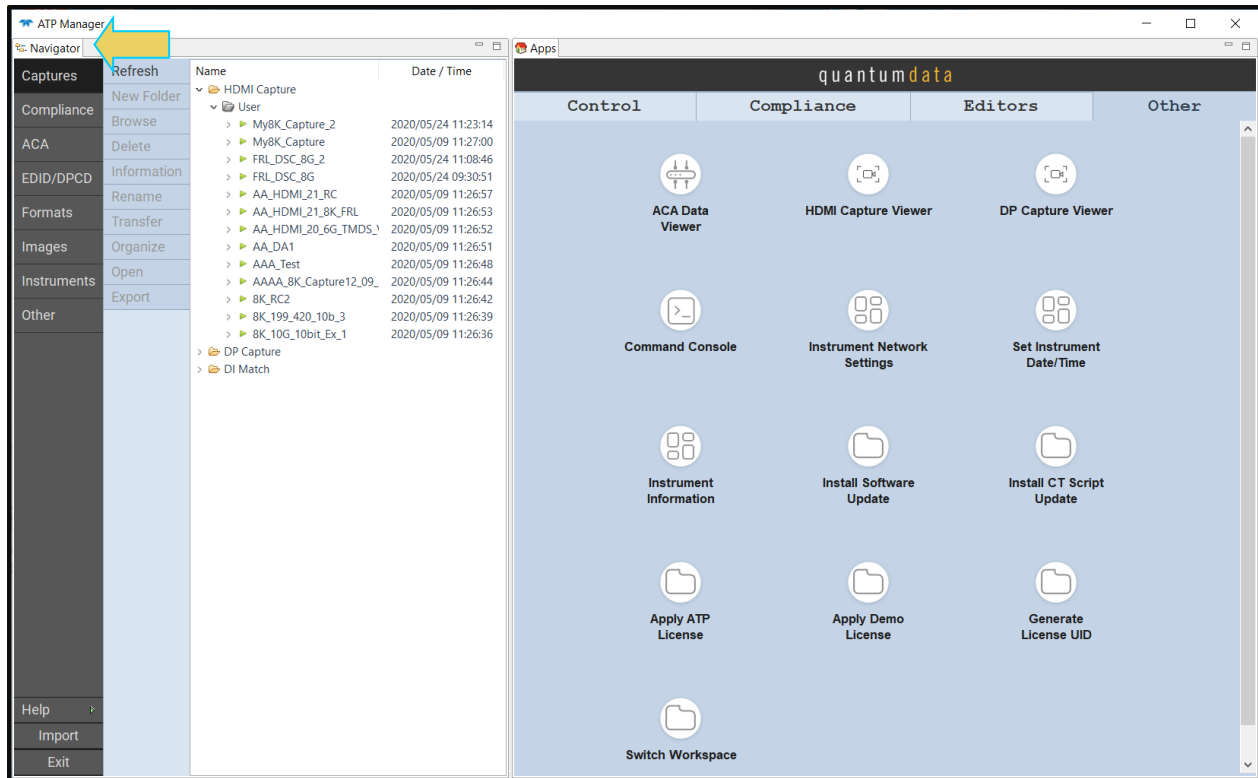 ATP Manager
Navigator
Apps
Captures
Compliance
ACA
EDID/DPCD
Formats
Images
Instruments
Other
Help
Import
Exit
Refresh
New Folder
Browse
Delete
Information
Rename
Transfer
Organize
Open
Export
Name Date / Time
HDMI Capture
User
My8K_Capture_2 2020/05/24 11:23:14
My8K_Capture 2020/05/09 11:27:00
FRL_DSC_8G_2 2020/05/24 11:08:46
FRL_DSC_8G 2020/05/24 09:30:51
AA_HDMI_21_RC 2020/05/09 11:26:57
AA_HDMI_21_8K_FRL 2020/05/09 11:26:53
AA_HDMI_20_6G_TMDS_ 2020/05/09 11:26:52
AA_DA1 2020/05/09 11:26:51
AAA_Test 2020/05/09 11:26:48
AAAA_8K_Capture12_09_ 2020/05/09 11:26:44
8K_RC2 2020/05/09 11:26:42
8K_199_420_10b_3 2020/05/09 11:26:39
8K_10G_10bit_Ex_1 2020/05/09 11:26:36
DP Capture
DI Match
quantumdata
Control Compliance Editors Other
ACA Data
Viewer
HDMI Capture Viewer
DP Capture Viewer
Command Console
Instrument Network
Settings
Set Instrument
Date/Time
Instrument
Information
Install Software
Update
Install CT Script
Update
Apply ATP
License
Apply Demo
License
Generate
License UID
Switch Workspace